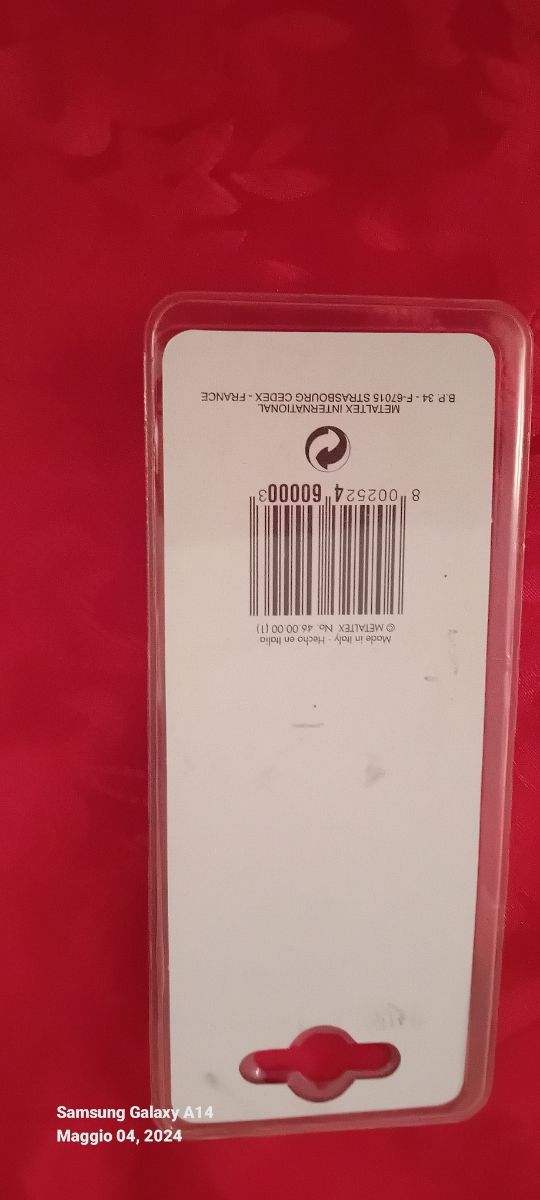 Made in Italy - Hecho en Italia
© METALTEX No. 46.00.00 (1)
8 002524 600003
METALTEX INTERNATIONAL
B.P. 34 - F-67015 STRASBOURG CEDEX - FRANCE
Samsung Galaxy A14
Maggio 04, 2024